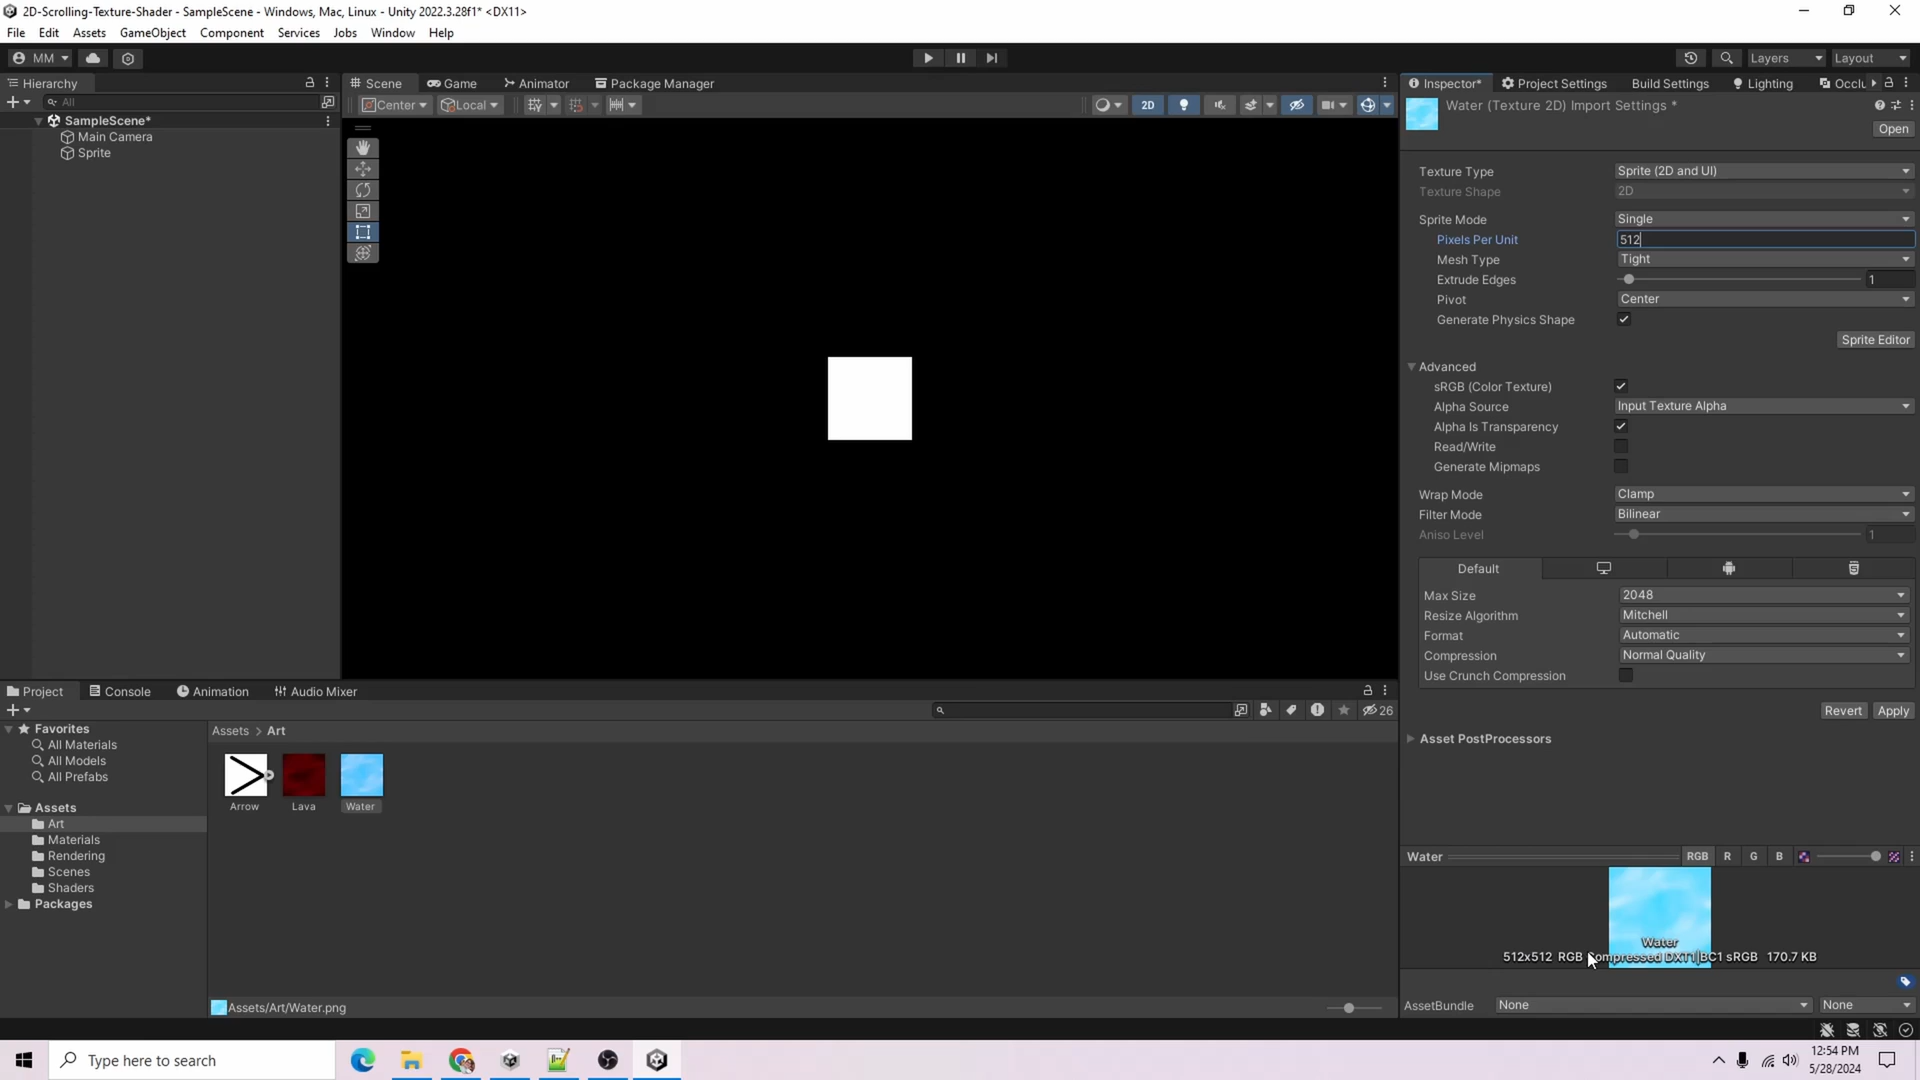 2D-Scrolling-Texture-Shader - SampleScene - Windows, Mac, Linux - Unity 2022.3.28f1* <DX11>
File Edit Assets GameObject Component Services Jobs Window Help
MM Layers Layout
Hierarchy Scene Game Animator Package Manager Inspector* Project Settings Build Settings Lighting Occlu
All Center Local 2D
Water (Texture 2D) Import Settings *
Open
SampleScene*
Main Camera
Sprite
Texture Type Sprite (2D and UI)
Texture Shape 2D
Sprite Mode Single
Pixels Per Unit 512
Mesh Type Tight
Extrude Edges 1
Pivot Center
Generate Physics Shape
Sprite Editor
Advanced
sRGB (Color Texture)
Alpha Source Input Texture Alpha
Alpha Is Transparency
Read/Write
Generate Mipmaps
Wrap Mode Clamp
Filter Mode Bilinear
Aniso Level 1
Default
Max Size 2048
Resize Algorithm Mitchell
Format Automatic
Compression Normal Quality
Use Crunch Compression
Revert Apply
Asset PostProcessors
Project Console Animation Audio Mixer
26
Favorites
All Materials
All Models
All Prefabs
Assets
Art
Materials
Rendering
Scenes
Shaders
Packages
Assets > Art
Arrow Lava Water
Assets/Art/Water.png
Water RGB R G B
Water
512x512 RGB Compressed DXT1|BC1 sRGB 170.7 KB
AssetBundle None None
Type here to search
12:54 PM
5/28/2024